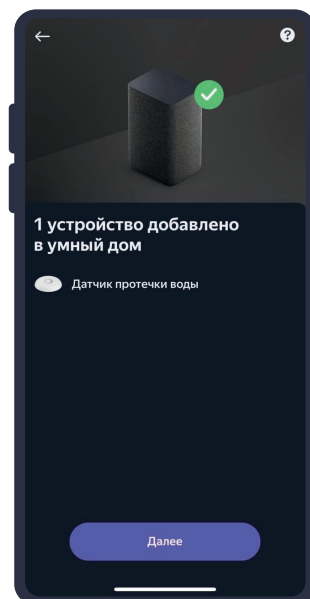 ?
1 устройство добавлено
в умный дом
Датчик протечки воды
Далее